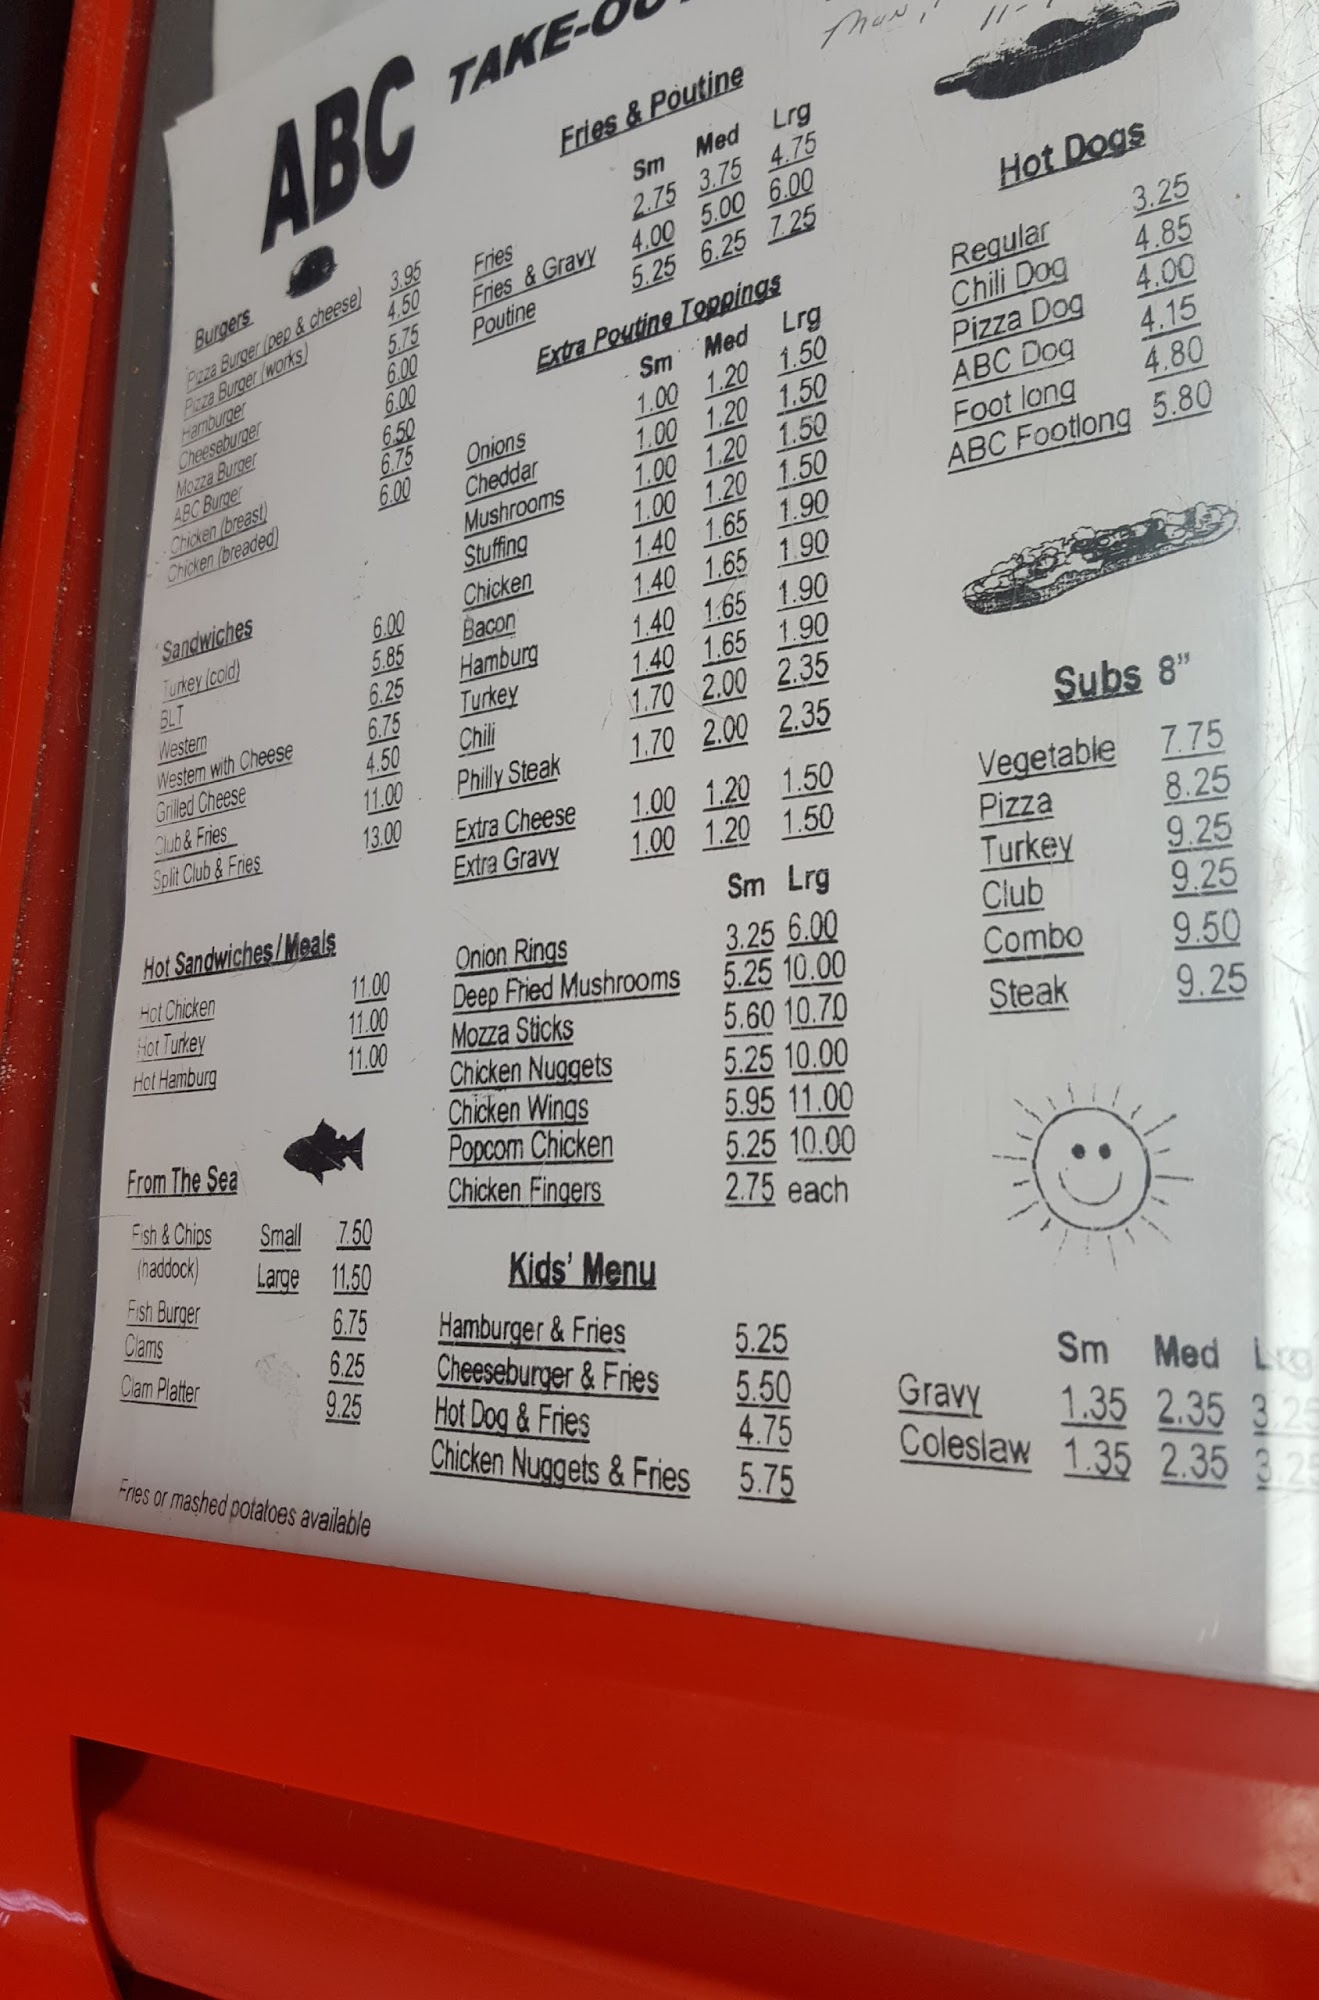 ABC TAKE-OU
11-
Burgers
Pizza Burger (pep & cheese) 3.95
Pizza Burger (works) 4.50
Hamburger 5.75
Cheeseburger 6.00
Mozza Burger 6.00
ABC Burger 6.50
Chicken (breast) 6.75
Chicken (breaded) 6.00
Sandwiches
Turkey (cold) 6.00
BLT 5.85
Western 6.25
Western with Cheese 6.75
Grilled Cheese 4.50
Club & Fries 11.00
Split Club & Fries 13.00
Hot Sandwiches / Meals
Hot Chicken 11.00
Hot Turkey 11.00
Hot Hamburg 11.00
From The Sea
Fish & Chips Small 7.50
(haddock) Large 11.50
Fish Burger 6.75
Clams 6.25
Clam Platter 9.25
Fries or mashed potatoes available
Fries & Poutine
Sm Med Lrg
Fries 2.75 3.75 4.75
Fries & Gravy 4.00 5.00 6.00
Poutine 5.25 6.25 7.25
Extra Poutine Toppings
Sm Med Lrg
Onions 1.00 1.20 1.50
Cheddar 1.00 1.20 1.50
Mushrooms 1.00 1.20 1.50
Stuffing 1.00 1.20 1.50
Chicken 1.40 1.65 1.90
Bacon 1.40 1.65 1.90
Hamburg 1.40 1.65 1.90
Turkey 1.40 1.65 1.90
Chili 1.70 2.00 2.35
Philly Steak 1.70 2.00 2.35
Extra Cheese 1.00 1.20 1.50
Extra Gravy 1.00 1.20 1.50
Sm Lrg
Onion Rings 3.25 6.00
Deep Fried Mushrooms 5.25 10.00
Mozza Sticks 5.60 10.70
Chicken Nuggets 5.25 10.00
Chicken Wings 5.95 11.00
Popcorn Chicken 5.25 10.00
Chicken Fingers 2.75 each
Kids' Menu
Hamburger & Fries 5.25
Cheeseburger & Fries 5.50
Hot Dog & Fries 4.75
Chicken Nuggets & Fries 5.75
Hot Dogs
Regular 3.25
Chili Dog 4.85
Pizza Dog 4.00
ABC Dog 4.15
Foot long 4.80
ABC Footlong 5.80
Subs 8"
Vegetable 7.75
Pizza 8.25
Turkey 9.25
Club 9.25
Combo 9.50
Steak 9.25
Sm Med Lrg
Gravy 1.35 2.35 3.25
Coleslaw 1.35 2.35 3.25